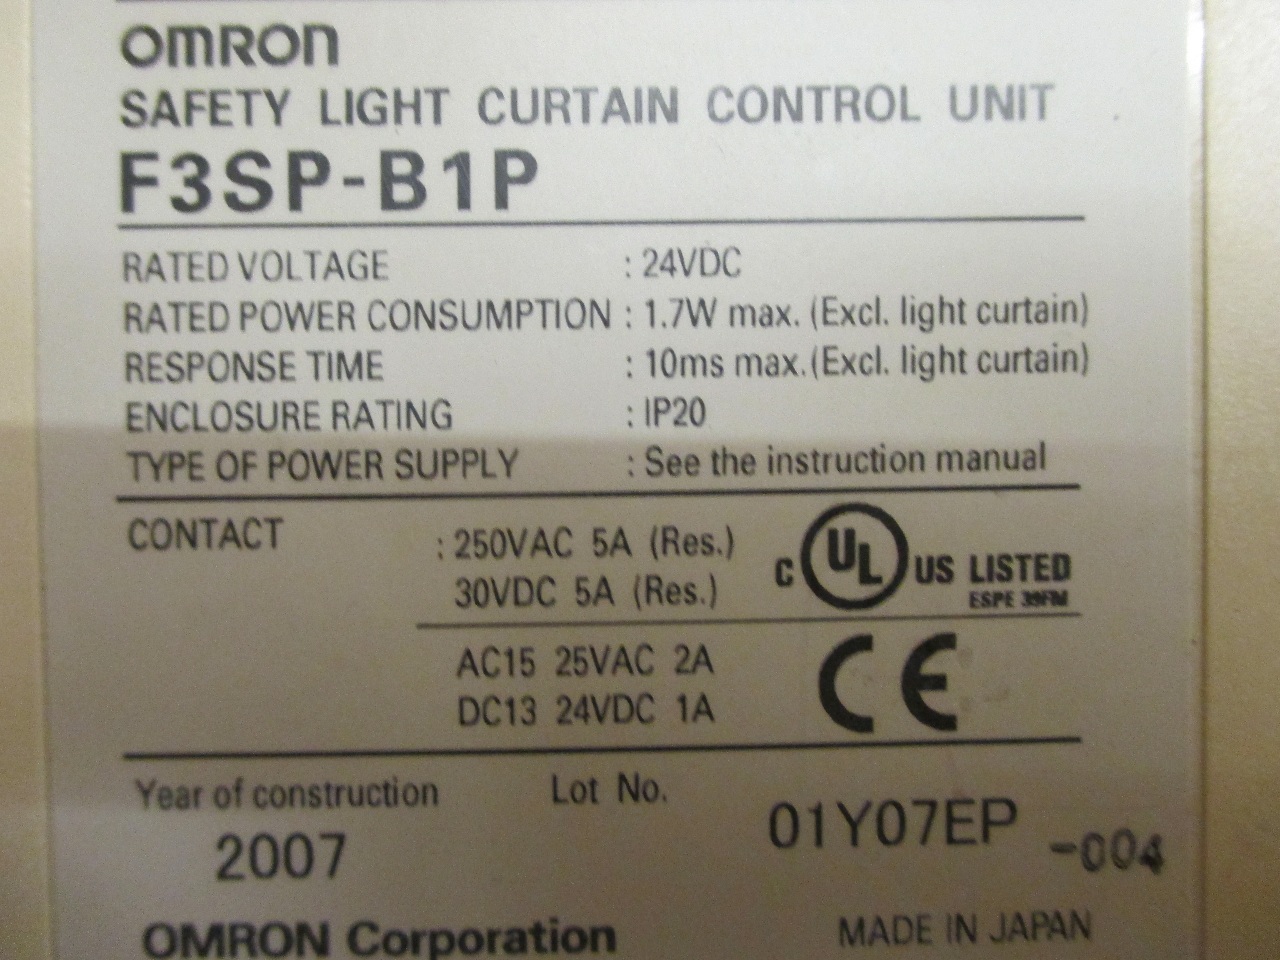 OMRON
SAFETY LIGHT CURTAIN CONTROL UNIT
F3SP-B1P
RATED VOLTAGE : 24VDC
RATED POWER CONSUMPTION : 1.7W max. (Excl. light curtain)
RESPONSE TIME : 10ms max. (Excl. light curtain)
ENCLOSURE RATING : IP20
TYPE OF POWER SUPPLY : See the instruction manual
CONTACT : 250VAC 5A (Res.)
30VDC 5A (Res.)
C UL US LISTED
ESPE 39FM
AC15 25VAC 2A
DC13 24VDC 1A
CE
Year of construction Lot No.
2007 01Y07EP -004
OMRON Corporation MADE IN JAPAN